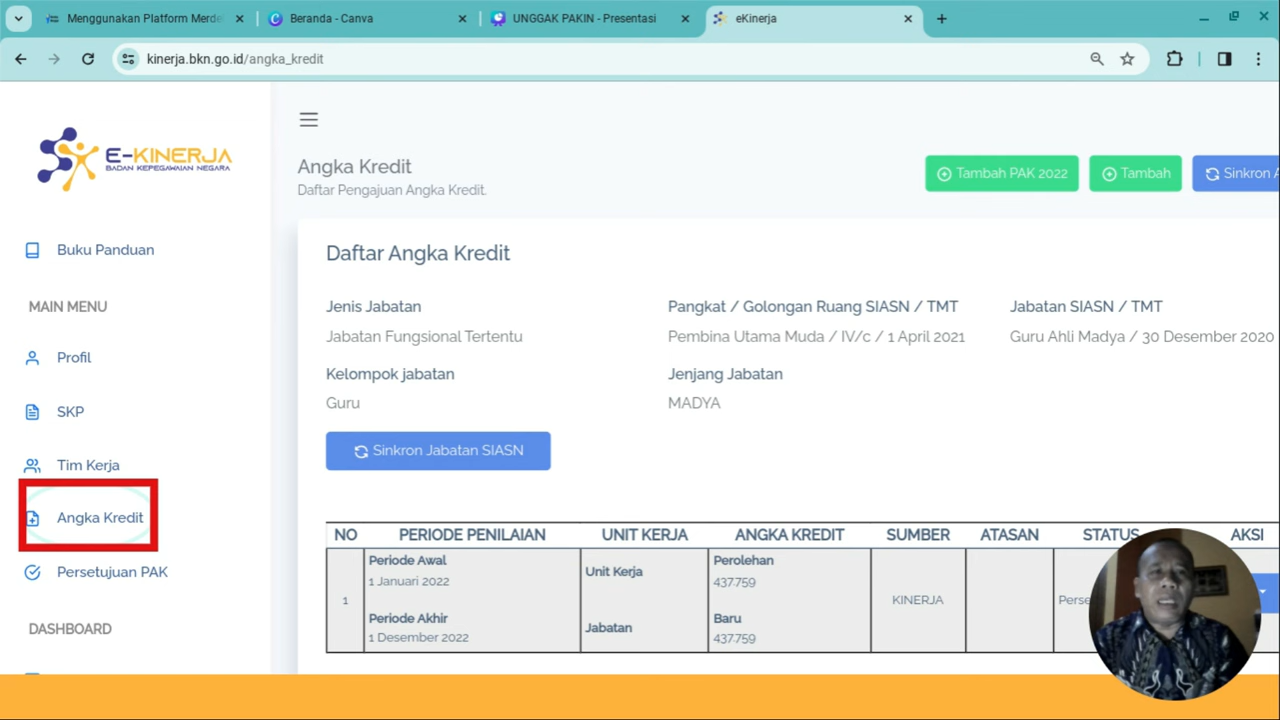 Menggunakan Platform Merde
Beranda - Canva
UNGGAK PAKIN - Presentasi
eKinerja
kinerja.bkn.go.id/angka_kredit
E-KINERJA
BADAN KEPEGAWAIAN NEGARA
Buku Panduan
MAIN MENU
Profil
SKP
Tim Kerja
Angka Kredit
Persetujuan PAK
DASHBOARD
Angka Kredit
Daftar Pengajuan Angka Kredit.
Tambah PAK 2022
Tambah
Sinkron A
Daftar Angka Kredit
Jenis Jabatan
Pangkat / Golongan Ruang SIASN / TMT
Jabatan SIASN / TMT
Jabatan Fungsional Tertentu
Pembina Utama Muda / IV/c / 1 April 2021
Guru Ahli Madya / 30 Desember 2020
Kelompok jabatan
Jenjang Jabatan
Guru
MADYA
Sinkron Jabatan SIASN
NO PERIODE PENILAIAN UNIT KERJA ANGKA KREDIT SUMBER ATASAN STATUS AKSI
1
Periode Awal
1 Januari 2022
Periode Akhir
1 Desember 2022
Unit Kerja
Jabatan
Perolehan
437.759
Baru
437.759
KINERJA
Perse